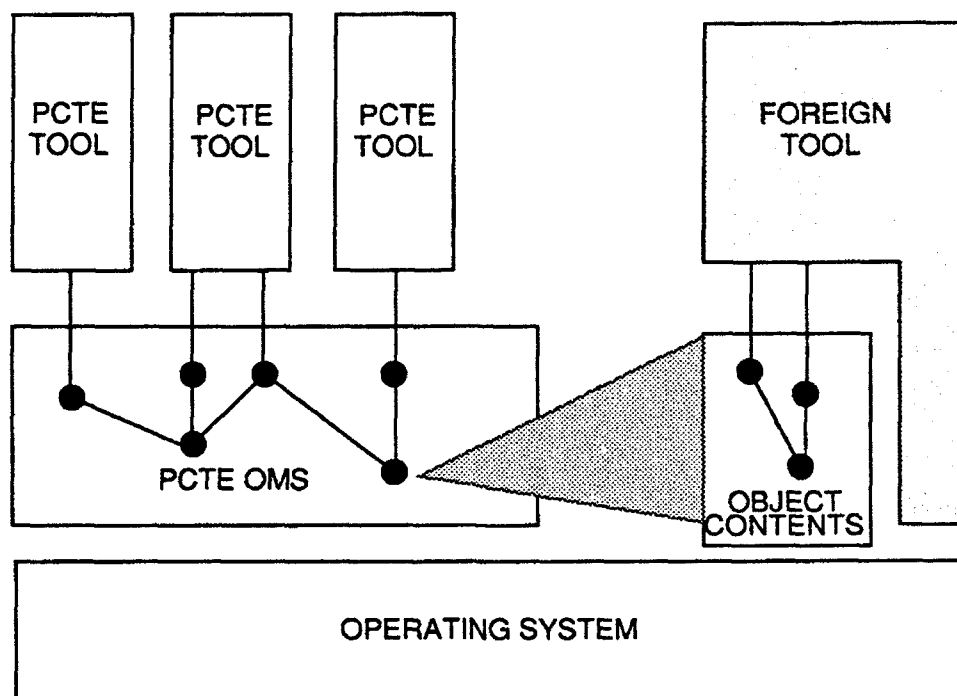 PCTE
TOOL
PCTE
TOOL
PCTE
TOOL
FOREIGN
TOOL
PCTE OMS
OBJECT
CONTENTS
OPERATING SYSTEM